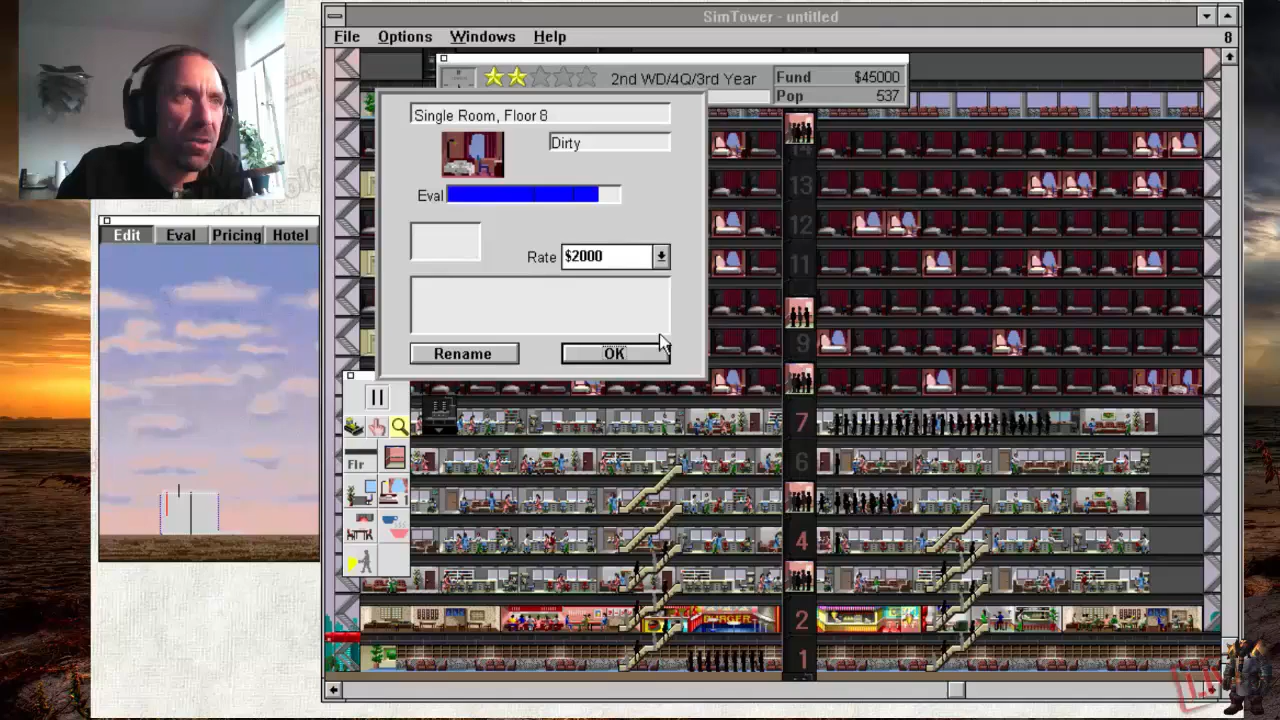 SimTower - untitled
File Options Windows Help 8
2nd WD/4Q/3rd Year
Fund $45000
Pop 537
Single Room, Floor 8
Dirty
Eval
Rate $2000
Rename OK
Edit Eval Pricing Hotel
Flr
14
13
12
11
9
7
6
4
2
1
BURGER